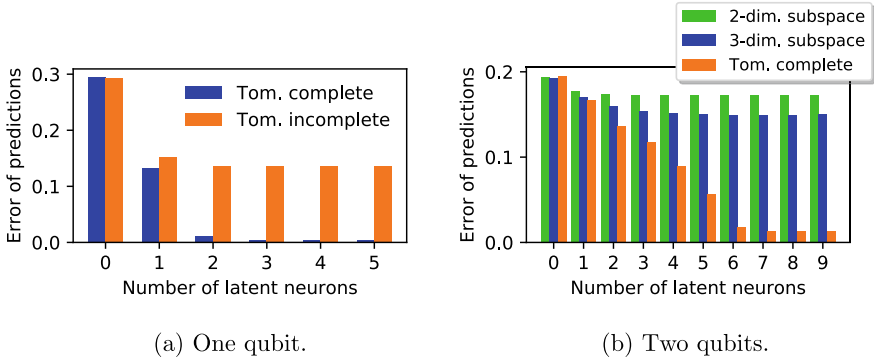 2-dim. subspace
3-dim. subspace
Tom. complete
Error of predictions
0.3
0.2
0.1
0.0
Tom. complete
Tom. incomplete
0 1 2 3 4 5
Number of latent neurons
(a) One qubit.
Error of predictions
0.2
0.1
0.0
0 1 2 3 4 5 6 7 8 9
Number of latent neurons
(b) Two qubits.